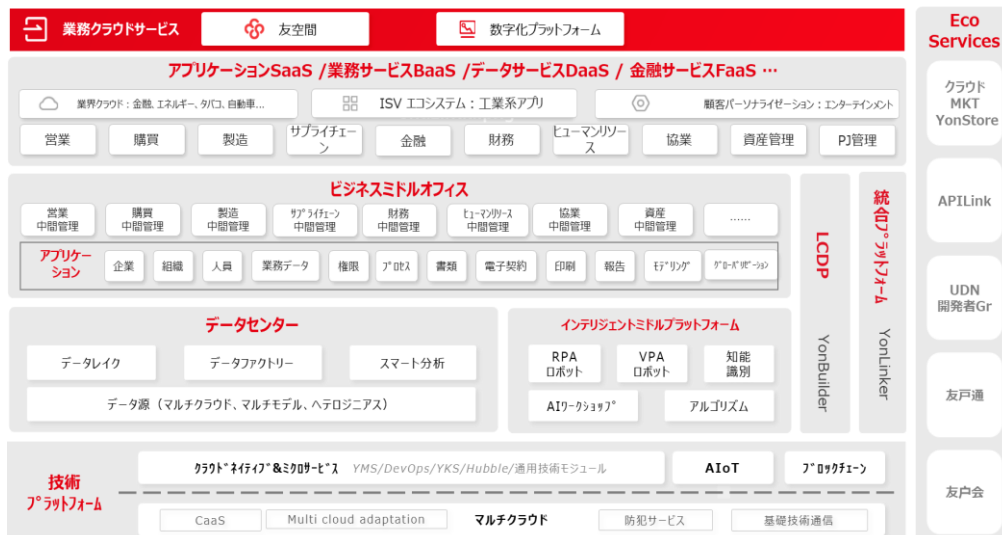 業務クラウドサービス
友空間
数字化プラットフォーム
アプリケーションSaaS /業務サービスBaaS /データサービスDaaS / 金融サービスFaaS …
業界クラウド：金融、エネルギー、タバコ、自動車...
ISV エコシステム：工業系アプリ
顧客パーソナライゼーション：エンターテインメント
営業
購買
製造
サプライチェー
ン
金融
財務
ヒューマンリソー
ス
協業
資産管理
PJ管理
ビジネスミドルオフィス
営業
中間管理
購買
中間管理
製造
中間管理
ｻﾌﾟﾗｲﾁｪｰﾝ
中間管理
財務
中間管理
ﾋｭｰﾏﾝﾘｿｰｽ
中間管理
協業
中間管理
資産
中間管理
……
アプリケー
ション
企業
組織
人員
業務データ
権限
ﾌﾟﾛｾｽ
書類
電子契約
印刷
報告
ﾓﾃﾞﾘﾝｸﾞ
ｸﾞﾛｰﾊﾞﾘｾﾞｰｼｮﾝ
データセンター
データレイク
データファクトリー
スマート分析
データ源（マルチクラウド、マルチモデル、ヘテロジニアス）
インテリジェントミドルプラットフォーム
RPA
ロボット
VPA
ロボット
知能
識別
AIﾜｰｸｼｮｯﾌﾟ
アルゴリズム
LCDP
YonBuilder
統合ﾌﾟﾗｯﾄﾌｫｰﾑ
YonLinker
技術
ﾌﾟﾗｯﾄﾌｫｰﾑ
ｸﾗｳﾄﾞﾈｲﾃｨﾌﾞ&ﾐｸﾛｻｰﾋﾞｽ YMS/DevOps/YKS/Hubble/通用技術モジュール
AIoT
ﾌﾞﾛｯｸﾁｪｰﾝ
CaaS
Multi cloud adaptation
マルチクラウド
防犯サービス
基礎技術通信
Eco
Services
クラウド
MKT
YonStore
APILink
UDN
開発者Gr
友戸通
友户会